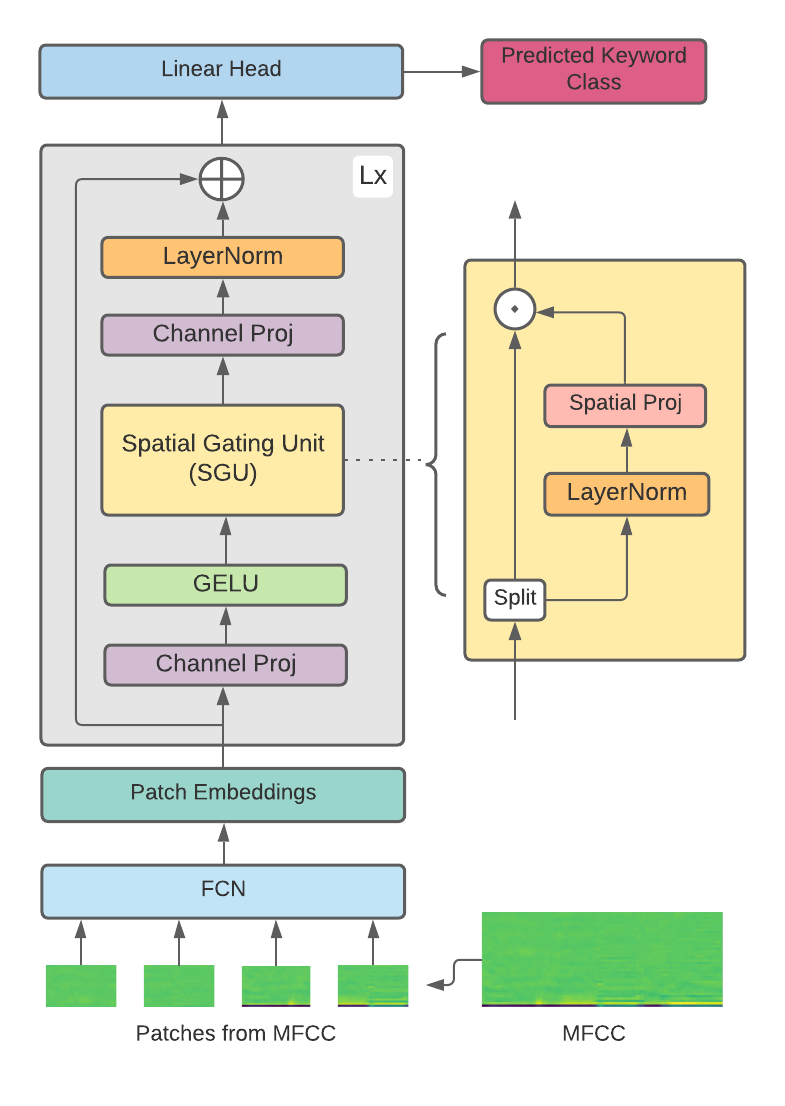 Linear Head
Predicted Keyword
Class
Lx
LayerNorm
Channel Proj
Spatial Gating Unit
(SGU)
GELU
Channel Proj
Spatial Proj
LayerNorm
Split
Patch Embeddings
FCN
Patches from MFCC
MFCC